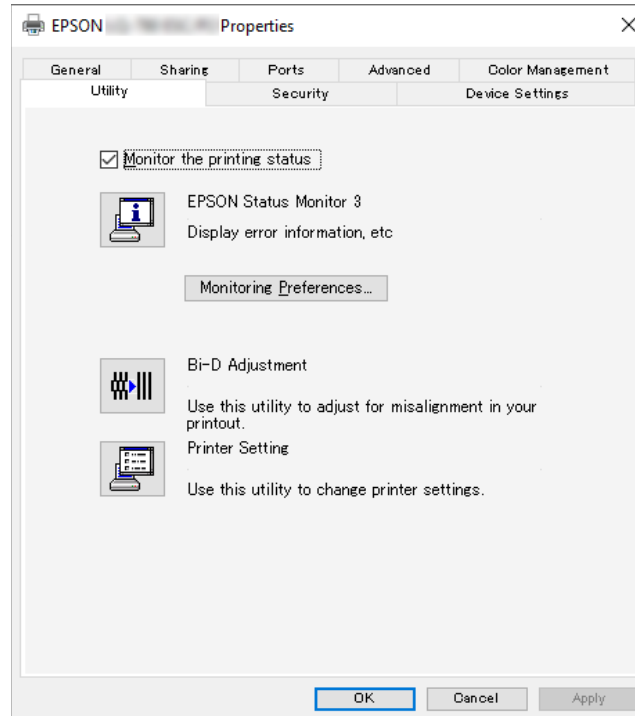 EPSON Properties
General Sharing Ports Advanced Color Management
Utility Security Device Settings
Monitor the printing status
EPSON Status Monitor 3
Display error information, etc
Monitoring Preferences...
Bi-D Adjustment
Use this utility to adjust for misalignment in your
printout.
Printer Setting
Use this utility to change printer settings.
OK Cancel Apply